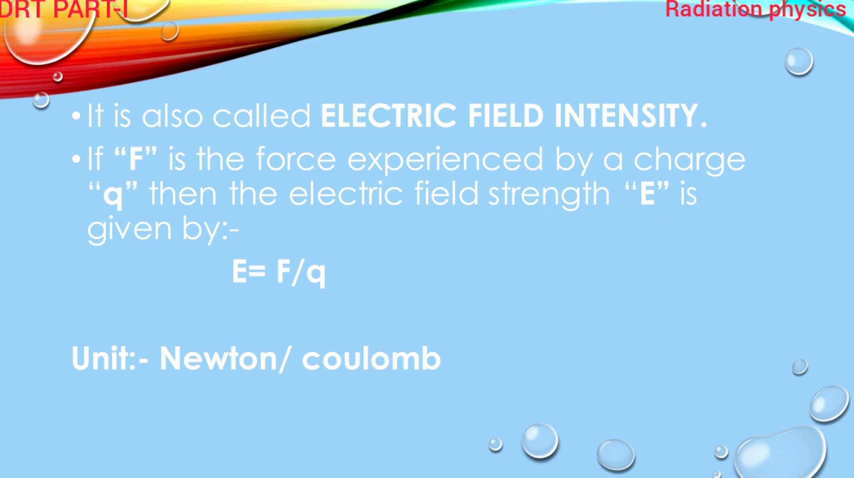 DRT PART-I
Radiation physics
•It is also called ELECTRIC FIELD INTENSITY.
•If “F” is the force experienced by a charge
“q” then the electric field strength “E” is
given by:-
E= F/q
Unit:- Newton/ coulomb